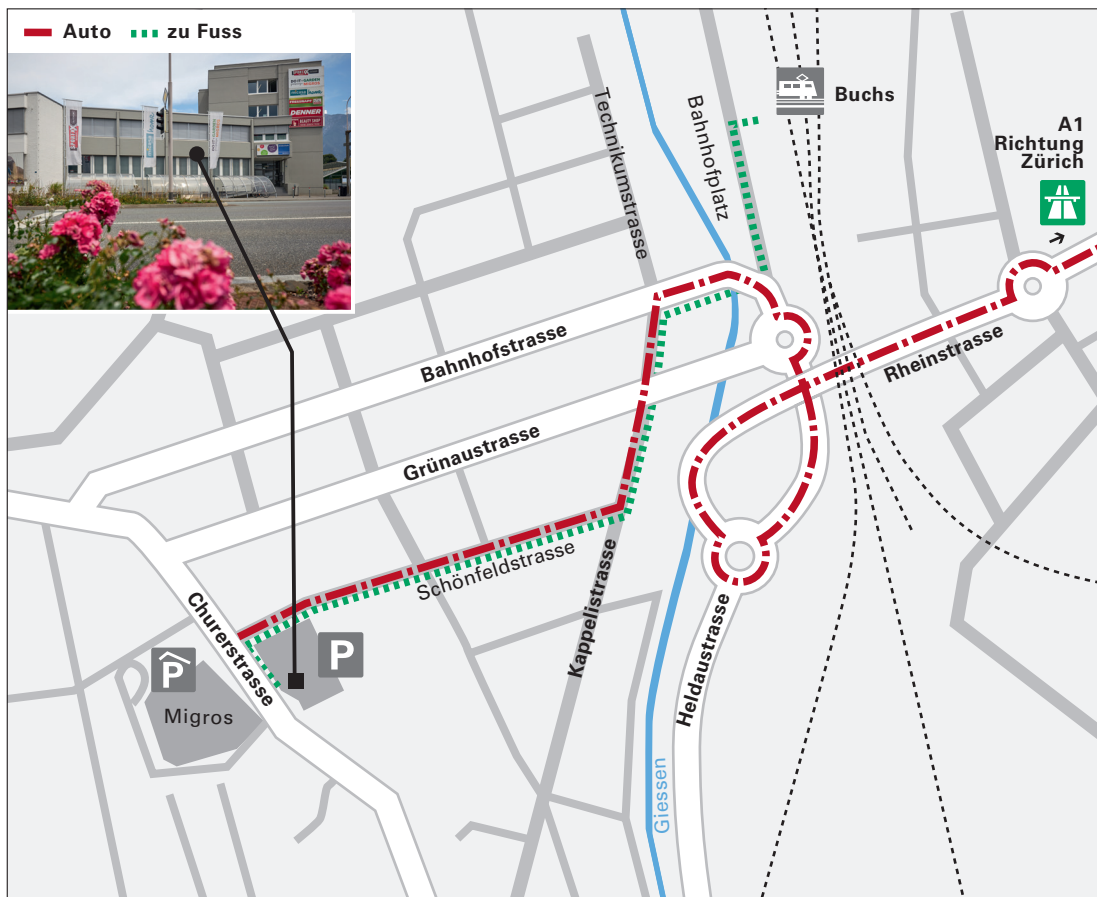 Auto
zu Fuss
DENNER
Buchs
A1
Richtung
Zürich
Technikumstrasse
Bahnhofplatz
Bahnhofstrasse
Rheinstrasse
Grünaustrasse
Schönfeldstrasse
Churerstrasse
Kappelistrasse
Heldaustrasse
P
P
Migros
Giessen